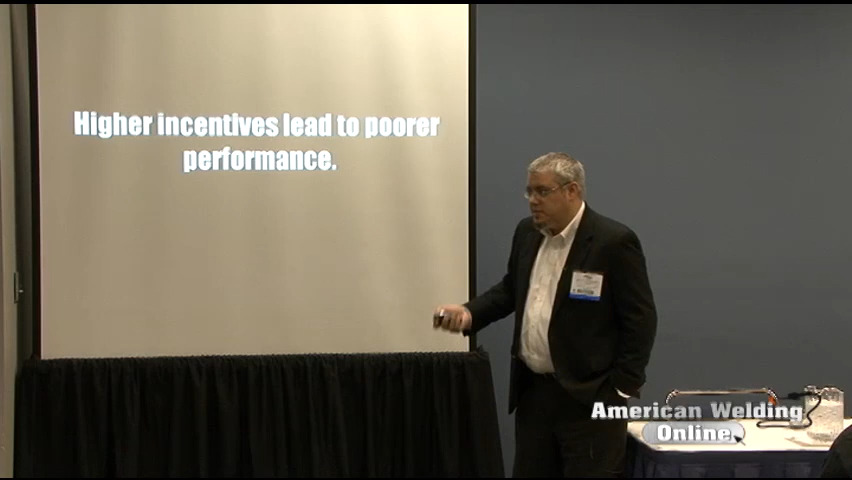 Higher incentives lead to poorer
performance.
American Welding
Online